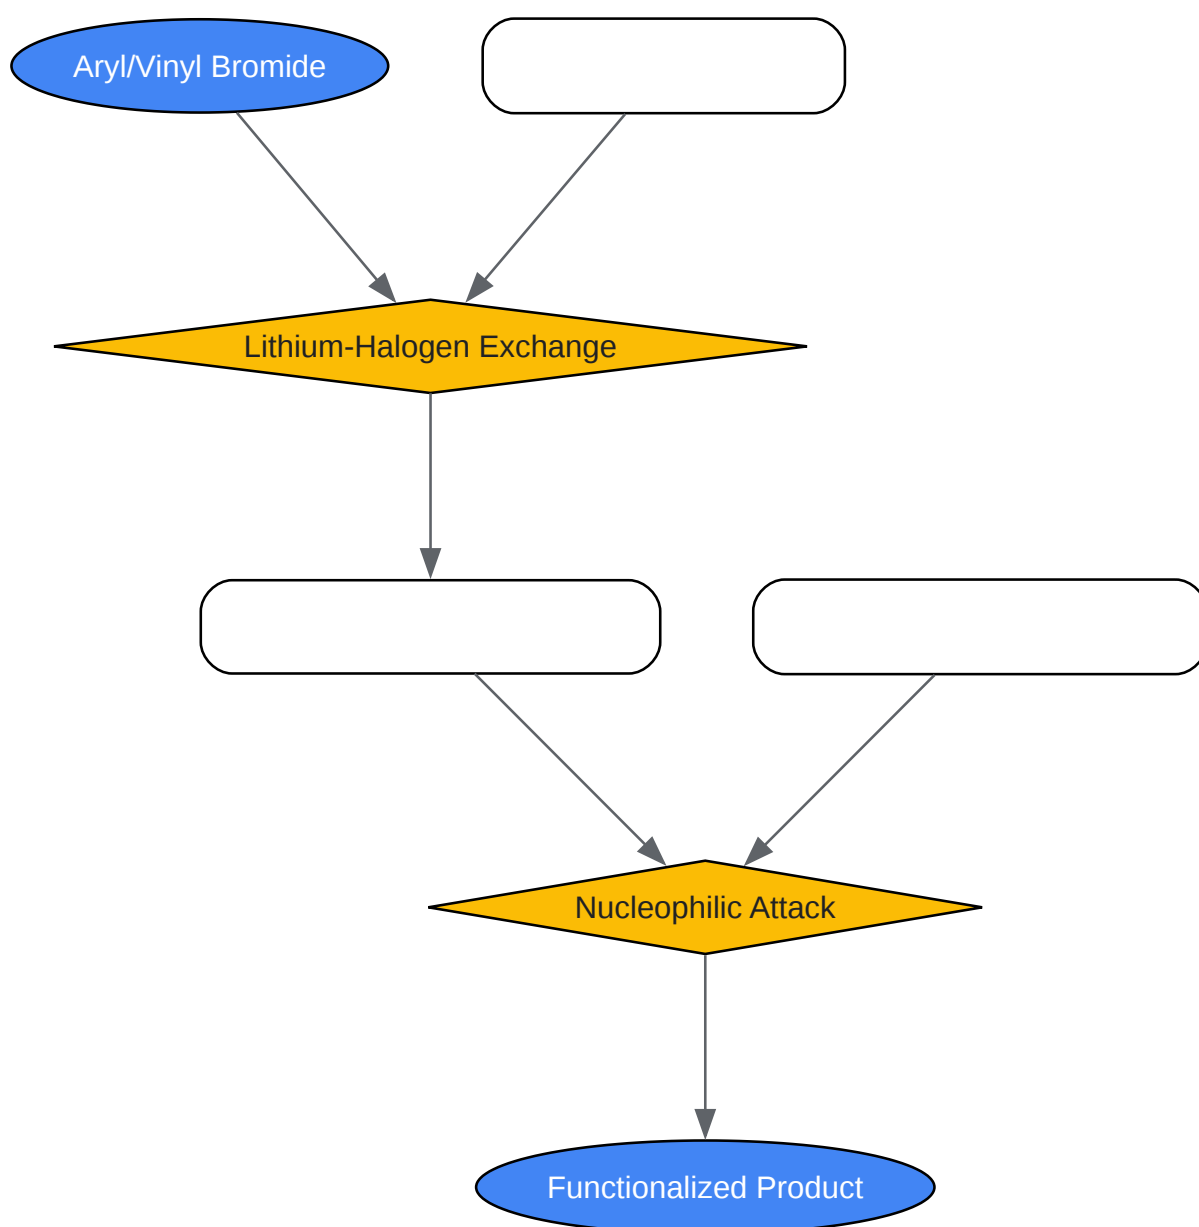 Aryl/Vinyl Bromide
Lithium-Halogen Exchange
Nucleophilic Attack
Functionalized Product